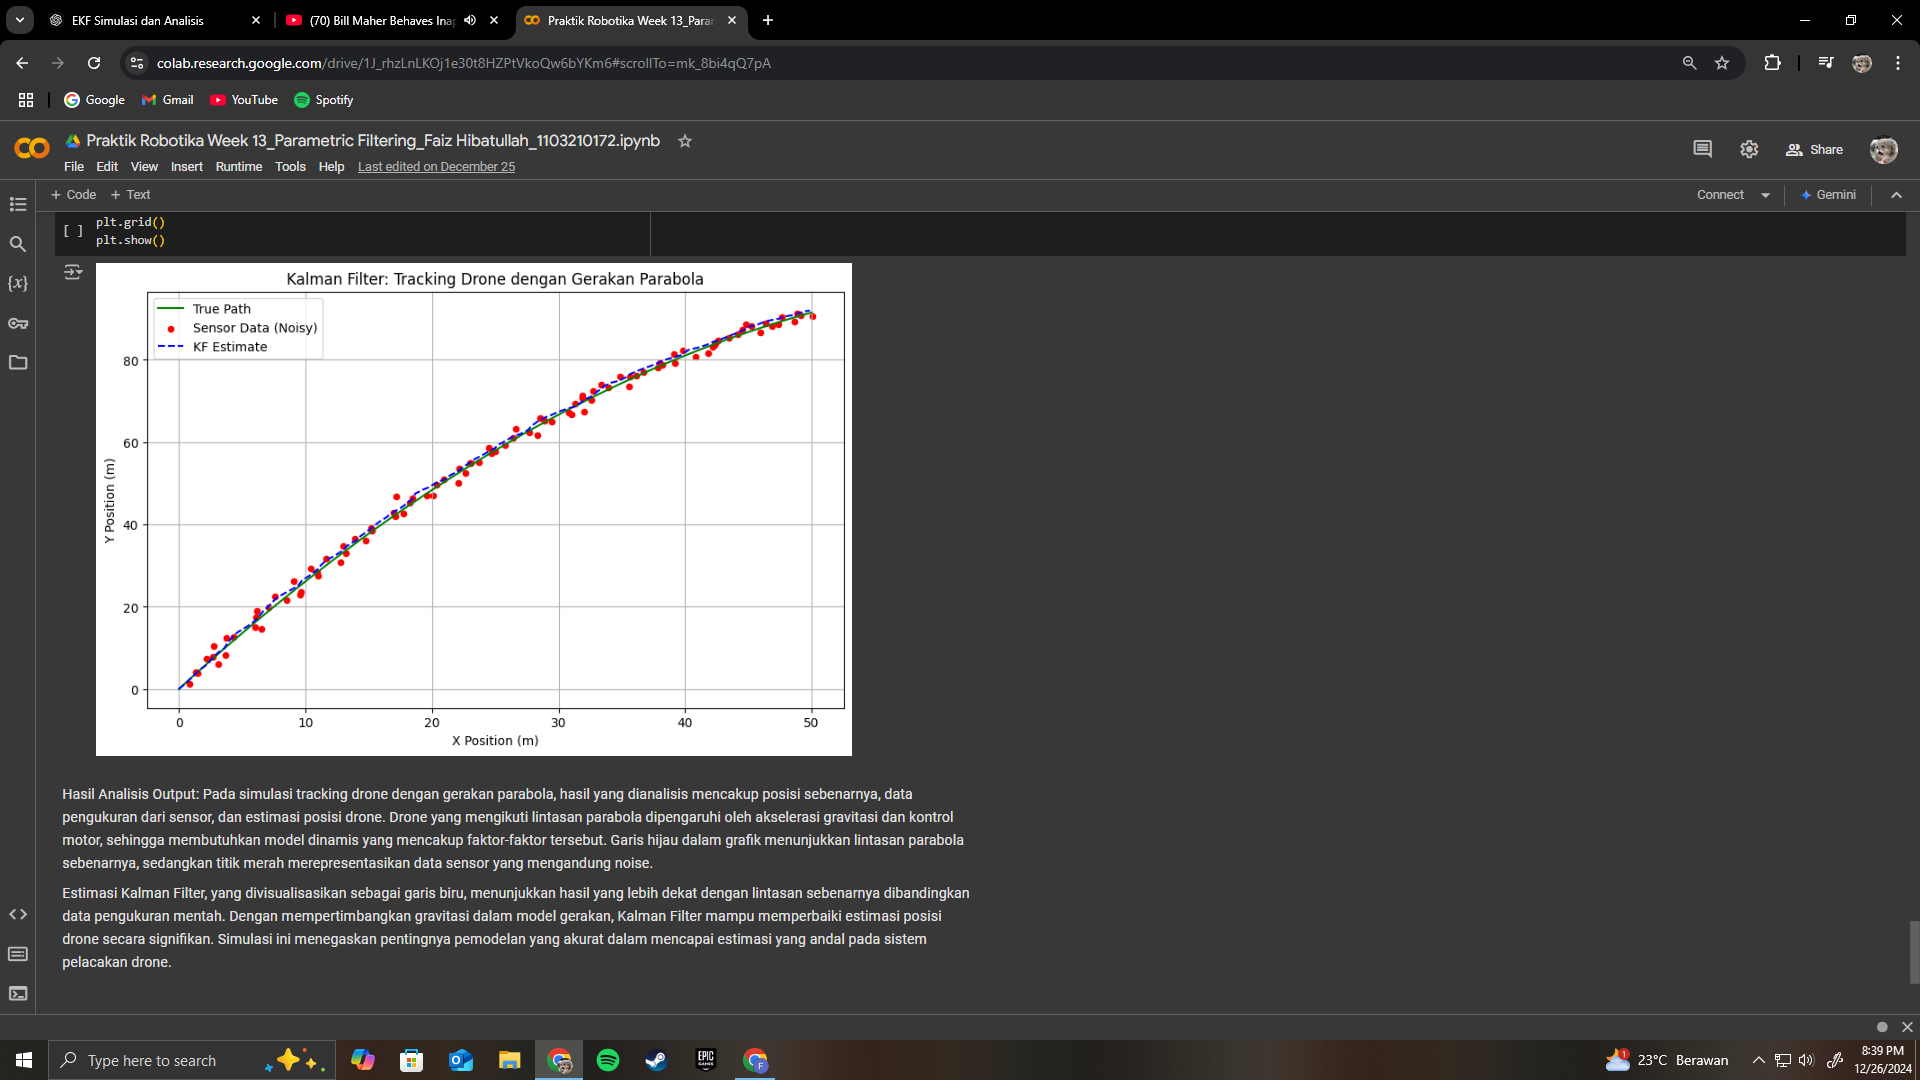 EKF Simulasi dan Analisis
(70) Bill Maher Behaves Ina
Praktik Robotika Week 13_Para
colab.research.google.com/drive/1J_rhzLnLKOj1e30t8HZPtVkoQw6bYKm6#scrollTo=mk_8bi4qQ7pA
Google Gmail YouTube Spotify
Praktik Robotika Week 13_Parametric Filtering_Faiz Hibatullah_1103210172.ipynb
File Edit View Insert Runtime Tools Help Last edited on December 25
Share
+ Code + Text
Connect
Gemini
{x}
[ ]
plt.grid()
plt.show()
Kalman Filter: Tracking Drone dengan Gerakan Parabola
True Path
Sensor Data (Noisy)
KF Estimate
80
60
40
20
0
Y Position (m)
0 10 20 30 40 50
X Position (m)
Hasil Analisis Output: Pada simulasi tracking drone dengan gerakan parabola, hasil yang dianalisis mencakup posisi sebenarnya, data
pengukuran dari sensor, dan estimasi posisi drone. Drone yang mengikuti lintasan parabola dipengaruhi oleh akselerasi gravitasi dan kontrol
motor, sehingga membutuhkan model dinamis yang mencakup faktor-faktor tersebut. Garis hijau dalam grafik menunjukkan lintasan parabola
sebenarnya, sedangkan titik merah merepresentasikan data sensor yang mengandung noise.
Estimasi Kalman Filter, yang divisualisasikan sebagai garis biru, menunjukkan hasil yang lebih dekat dengan lintasan sebenarnya dibandingkan
data pengukuran mentah. Dengan mempertimbangkan gravitasi dalam model gerakan, Kalman Filter mampu memperbaiki estimasi posisi
drone secara signifikan. Simulasi ini menegaskan pentingnya pemodelan yang akurat dalam mencapai estimasi yang andal pada sistem
pelacakan drone.
Type here to search
EPIC
GAMES
F
1
23°C Berawan
8:39 PM
12/26/2024